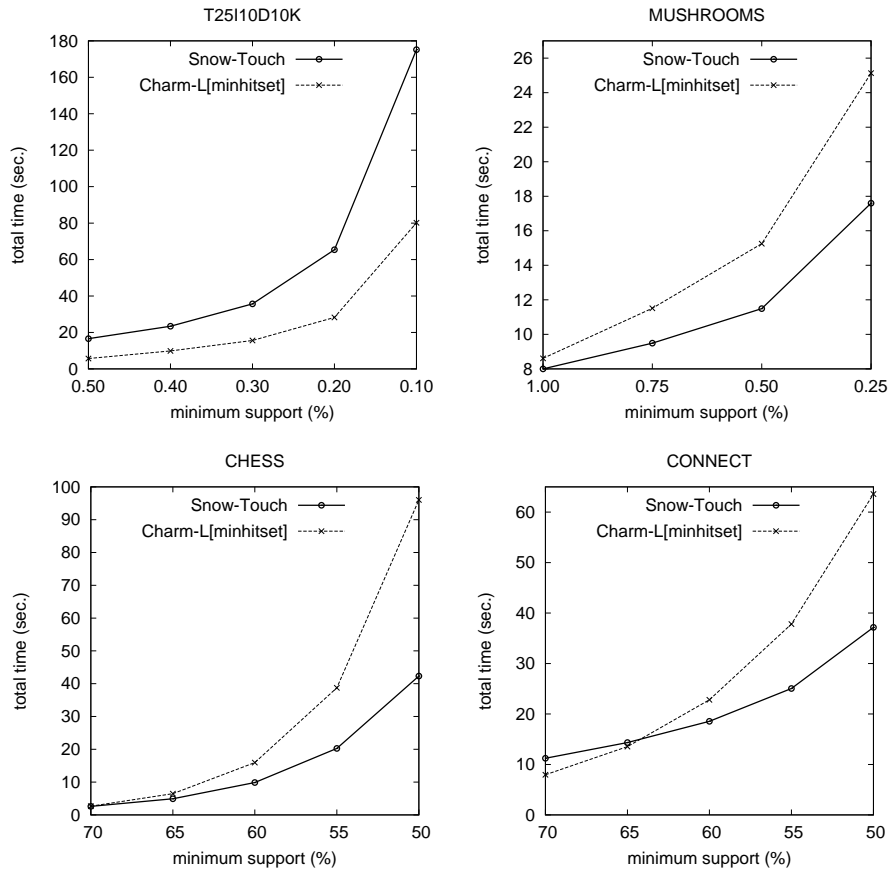 T25I10D10K
180
160
140
120
100
80
60
40
20
0
total time (sec.)
Snow-Touch
Charm-L[minhitset]
0.50 0.40 0.30 0.20 0.10
minimum support (%)
MUSHROOMS
26
24
22
20
18
16
14
12
10
8
total time (sec.)
Snow-Touch
Charm-L[minhitset]
1.00 0.75 0.50 0.25
minimum support (%)
CHESS
100
90
80
70
60
50
40
30
20
10
0
total time (sec.)
Snow-Touch
Charm-L[minhitset]
70 65 60 55 50
minimum support (%)
CONNECT
60
50
40
30
20
10
0
total time (sec.)
Snow-Touch
Charm-L[minhitset]
70 65 60 55 50
minimum support (%)